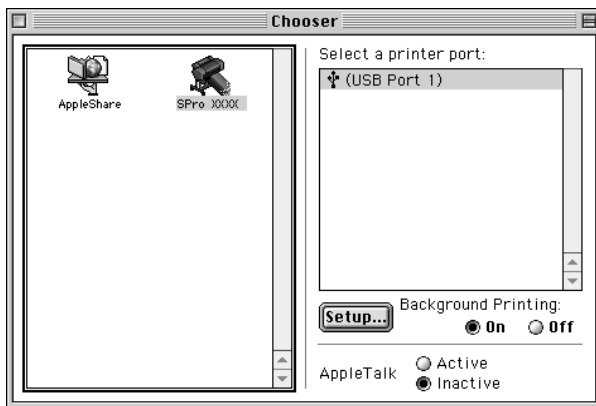 Chooser
AppleShare
SPro XXXX
Select a printer port:
(USB Port 1)
Setup...
Background Printing:
On Off
AppleTalk
Active
Inactive